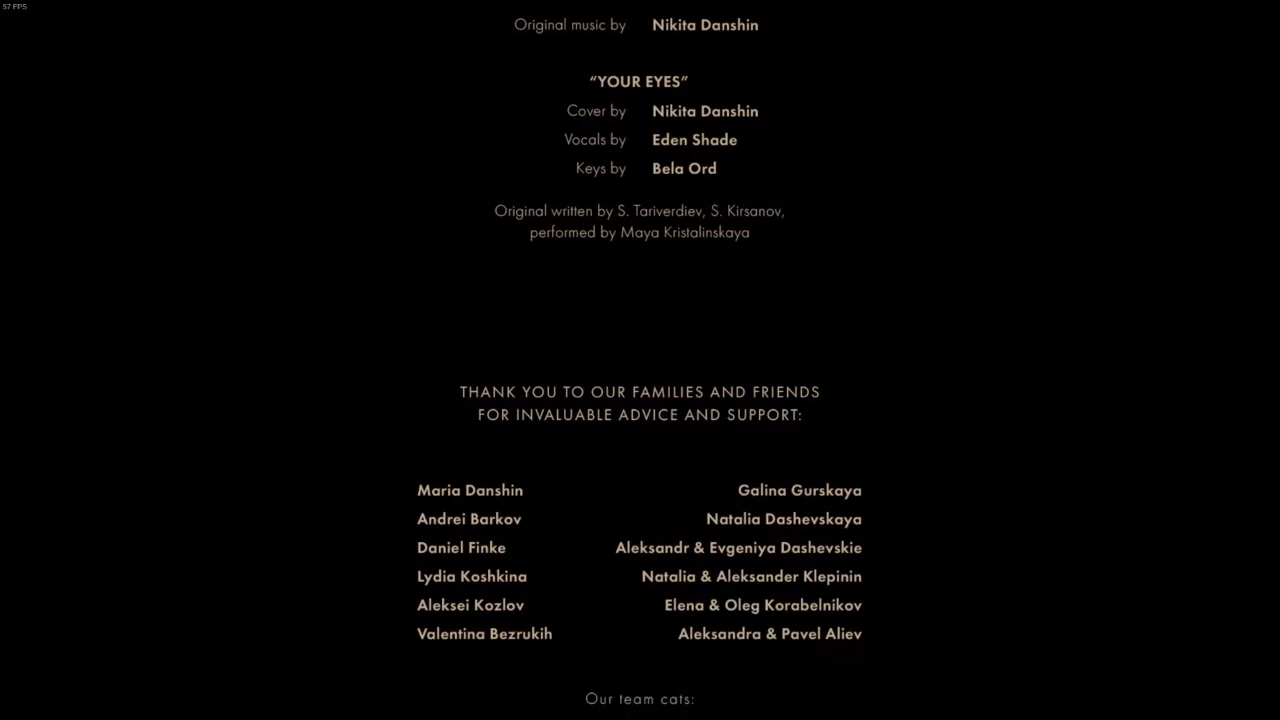 57 FPS
Original music by Nikita Danshin
“YOUR EYES”
Cover by Nikita Danshin
Vocals by Eden Shade
Keys by Bela Ord
Original written by S. Tariverdiev, S. Kirsanov,
performed by Maya Kristalinskaya
THANK YOU TO OUR FAMILIES AND FRIENDS
FOR INVALUABLE ADVICE AND SUPPORT:
Maria Danshin Galina Gurskaya
Andrei Barkov Natalia Dashevskaya
Daniel Finke Aleksandr & Evgeniya Dashevskie
Lydia Koshkina Natalia & Aleksander Klepinin
Aleksei Kozlov Elena & Oleg Korabelnikov
Valentina Bezrukih Aleksandra & Pavel Aliev
Our team cats: